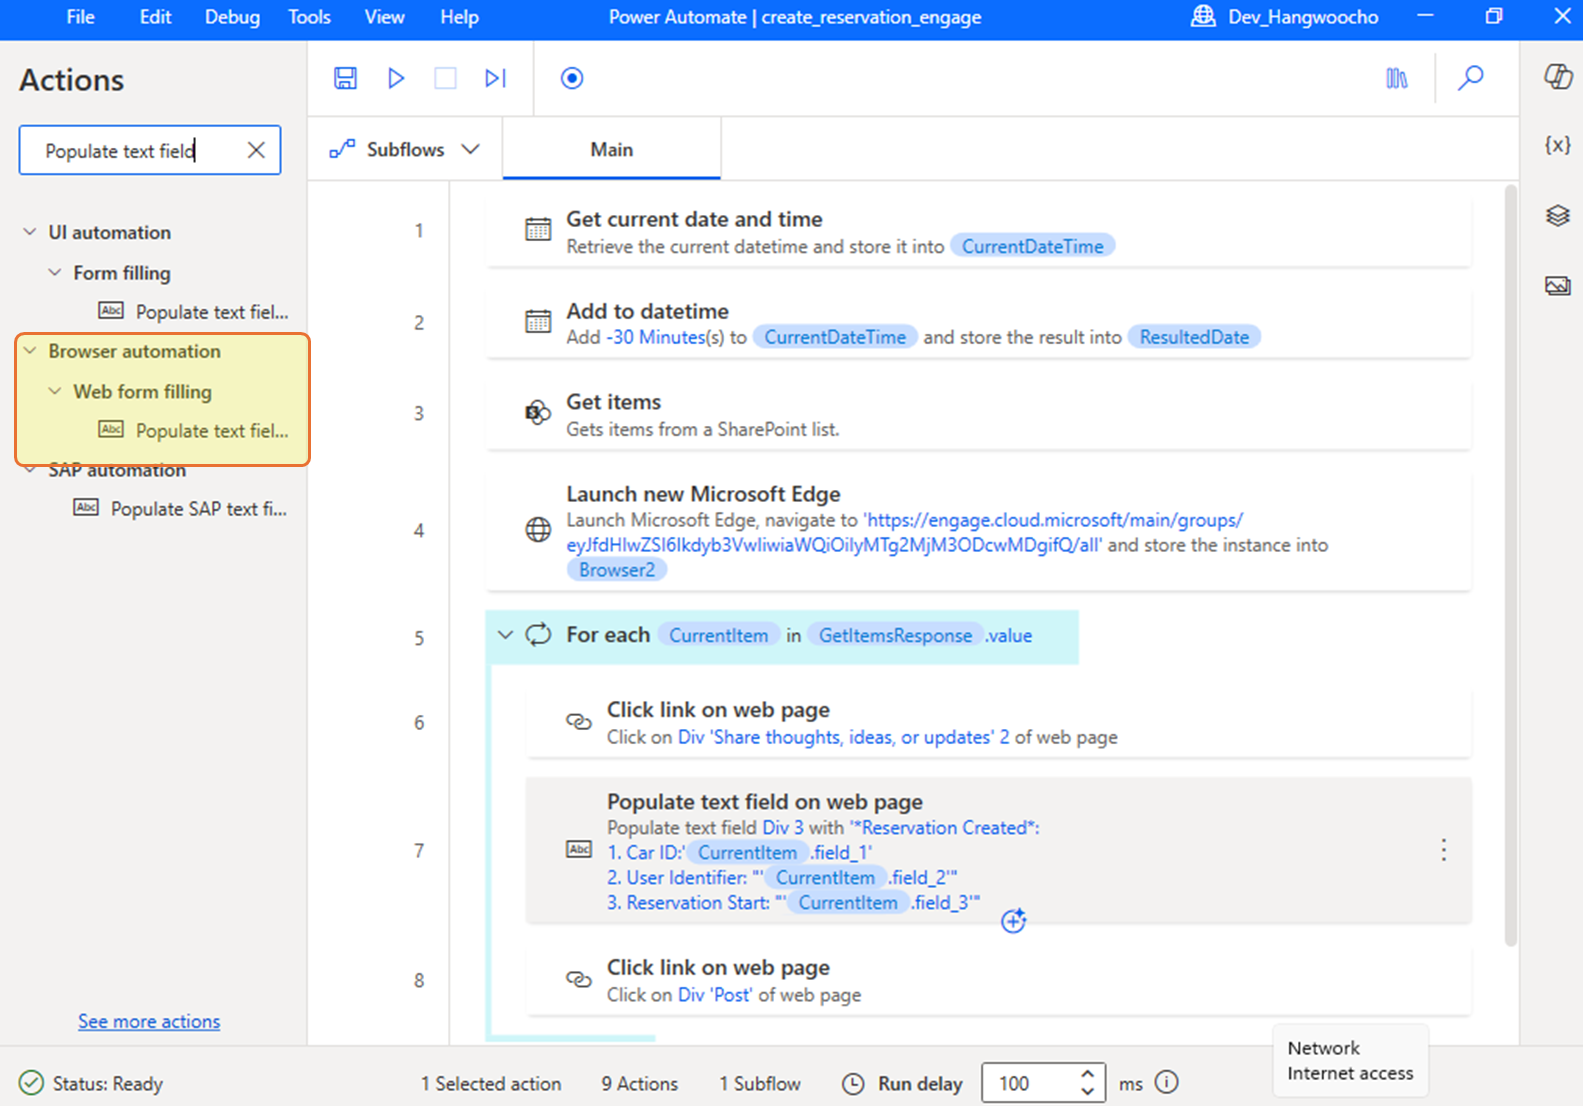 File Edit Debug Tools View Help Power Automate | create_reservation_engage Dev_Hangwoocho
Actions
Populate text field
UI automation
Form filling
Abc Populate text fiel...
Browser automation
Web form filling
Abc Populate text fiel...
SAP automation
Abc Populate SAP text fi...
See more actions
Subflows Main
{x}
1 Get current date and time
Retrieve the current datetime and store it into CurrentDateTime
2 Add to datetime
Add -30 Minutes(s) to CurrentDateTime and store the result into ResultedDate
3 Get items
Gets items from a SharePoint list.
4 Launch new Microsoft Edge
Launch Microsoft Edge, navigate to 'https://engage.cloud.microsoft/main/groups/
eyJfdHlwZSI6Ikdyb3VwIiwiaWQiOiIyMTg2MjM3ODcwMDgifQ/all' and store the instance into
Browser2
5 For each CurrentItem in GetItemsResponse .value
6 Click link on web page
Click on Div 'Share thoughts, ideas, or updates' 2 of web page
7 Populate text field on web page
Populate text field Div 3 with '*Reservation Created*:
Abc 1. Car ID:' CurrentItem .field_1'
2. User Identifier: "' CurrentItem .field_2'"
3. Reservation Start: "' CurrentItem .field_3'"
8 Click link on web page
Click on Div 'Post' of web page
Network
Internet access
Status: Ready 1 Selected action 9 Actions 1 Subflow Run delay 100 ms